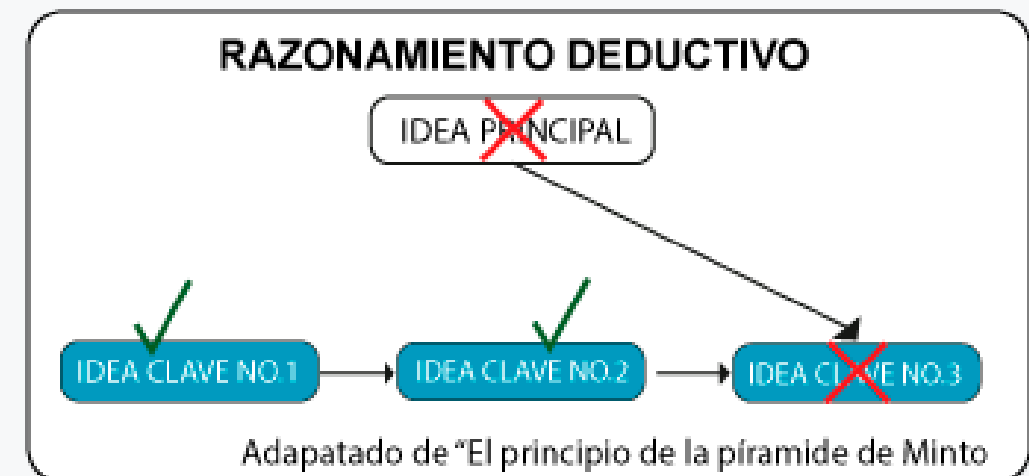 RAZONAMIENTO DEDUCTIVO
IDEA PRINCIPAL
IDEA CLAVE NO.1
IDEA CLAVE NO.2
IDEA CLAVE NO.3
Adapatado de “El principio de la píramide de Minto